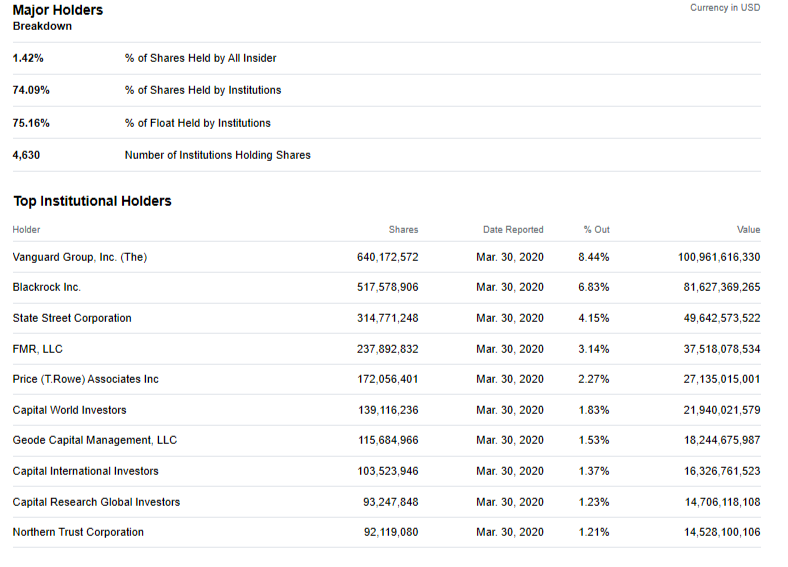 Major Holders
Currency in USD
Breakdown
1.42% % of Shares Held by All Insider
74.09% % of Shares Held by Institutions
75.16% % of Float Held by Institutions
4,630 Number of Institutions Holding Shares
Top Institutional Holders
Holder Shares Date Reported % Out Value
Vanguard Group, Inc. (The) 640,172,572 Mar. 30, 2020 8.44% 100,961,616,330
Blackrock Inc. 517,578,906 Mar. 30, 2020 6.83% 81,627,369,265
State Street Corporation 314,771,248 Mar. 30, 2020 4.15% 49,642,573,522
FMR, LLC 237,892,832 Mar. 30, 2020 3.14% 37,518,078,534
Price (T.Rowe) Associates Inc 172,056,401 Mar. 30, 2020 2.27% 27,135,015,001
Capital World Investors 139,116,236 Mar. 30, 2020 1.83% 21,940,021,579
Geode Capital Management, LLC 115,684,966 Mar. 30, 2020 1.53% 18,244,675,987
Capital International Investors 103,523,946 Mar. 30, 2020 1.37% 16,326,761,523
Capital Research Global Investors 93,247,848 Mar. 30, 2020 1.23% 14,706,118,108
Northern Trust Corporation 92,119,080 Mar. 30, 2020 1.21% 14,528,100,106